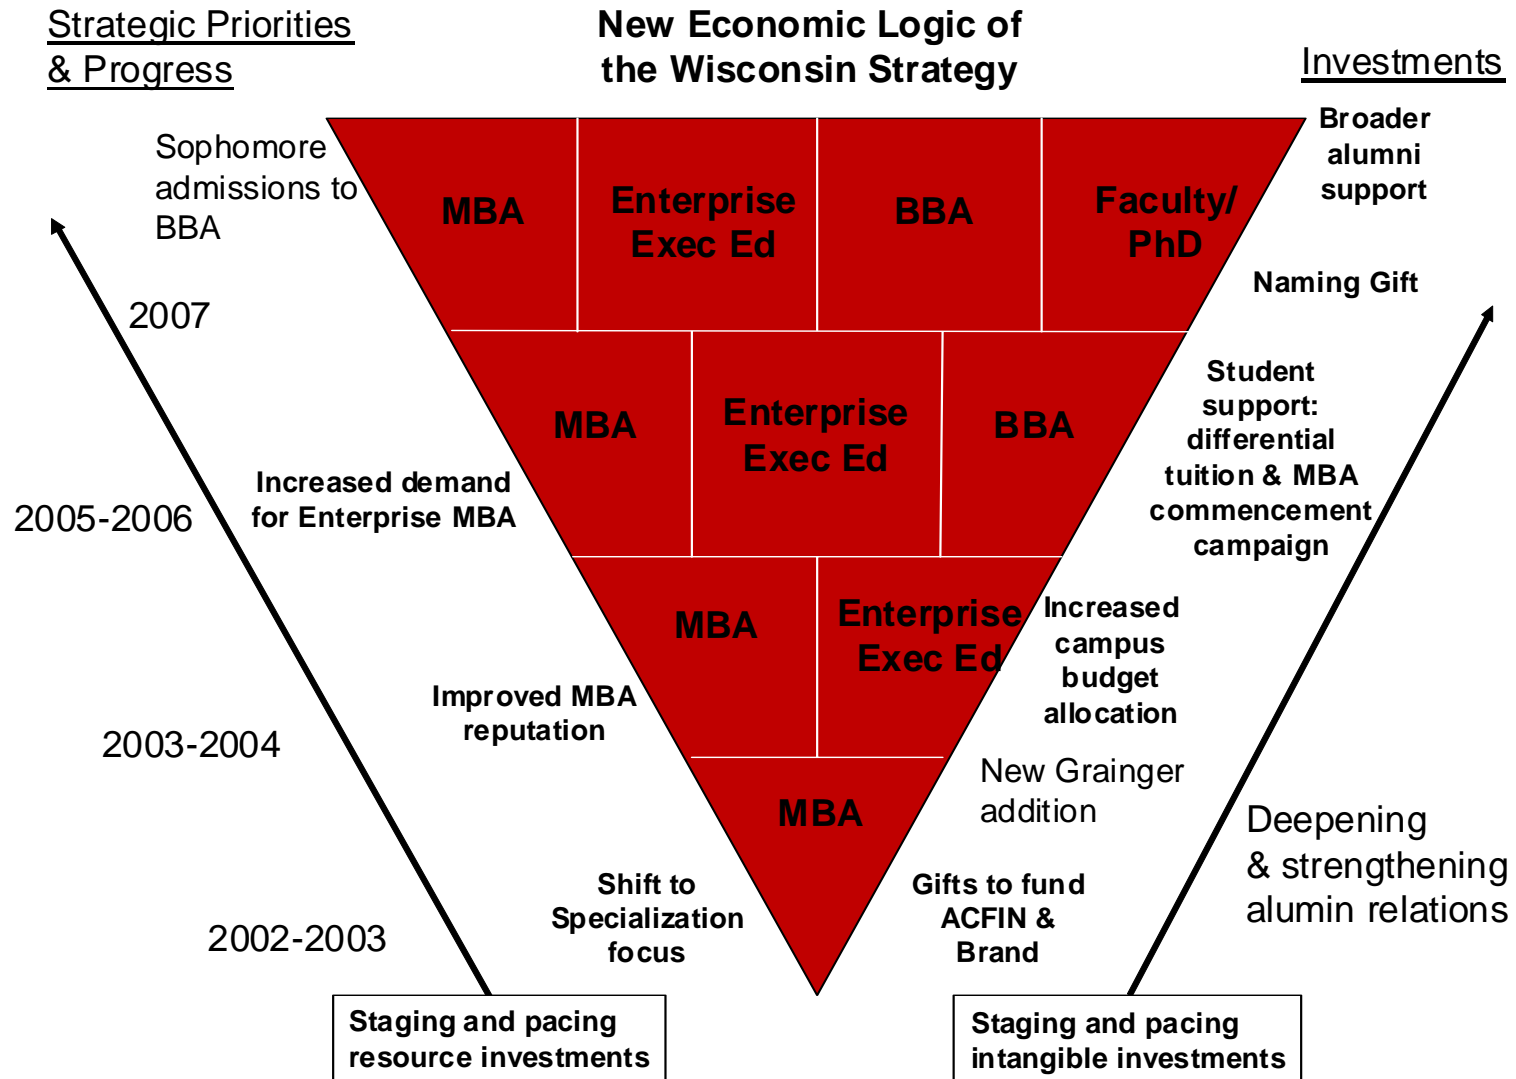 Strategic Priorities
& Progress
New Economic Logic of
the Wisconsin Strategy
Investments
Sophomore
admissions to
BBA
2007
MBA
Enterprise
Exec Ed
BBA
Faculty/
PhD
Broader
alumni
support
Naming Gift
2005-2006
Increased demand
for Enterprise MBA
MBA
Enterprise
Exec Ed
BBA
Student
support:
differential
tuition & MBA
commencement
campaign
2003-2004
Improved MBA
reputation
MBA
Enterprise
Exec Ed
Increased
campus
budget
allocation
New Grainger
addition
2002-2003
Shift to
Specialization
focus
MBA
Gifts to fund
ACFIN &
Brand
Deepening
& strengthening
alumin relations
Staging and pacing
resource investments
Staging and pacing
intangible investments